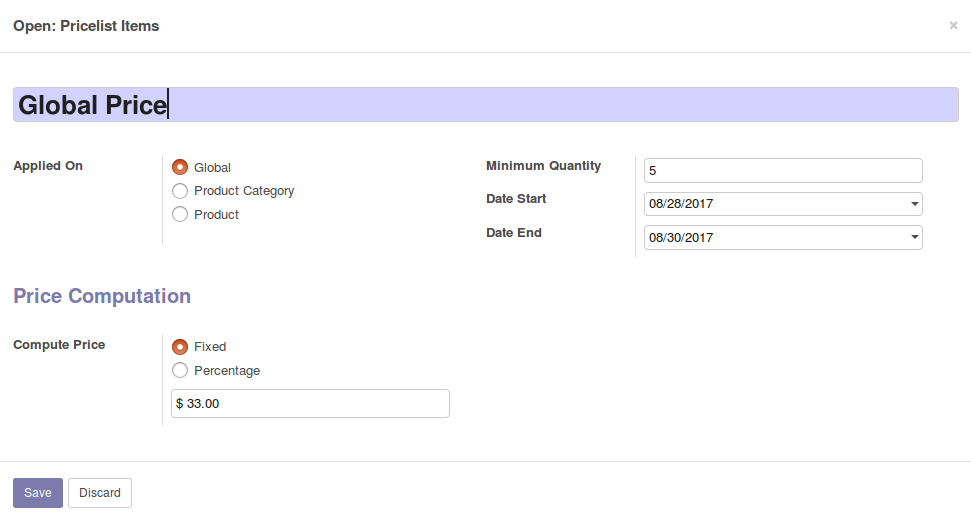 Open: Pricelist Items
×
Global Price
Applied On
Global
Product Category
Product
Minimum Quantity
5
Date Start
08/28/2017
Date End
08/30/2017
Price Computation
Compute Price
Fixed
Percentage
$ 33.00
Save
Discard